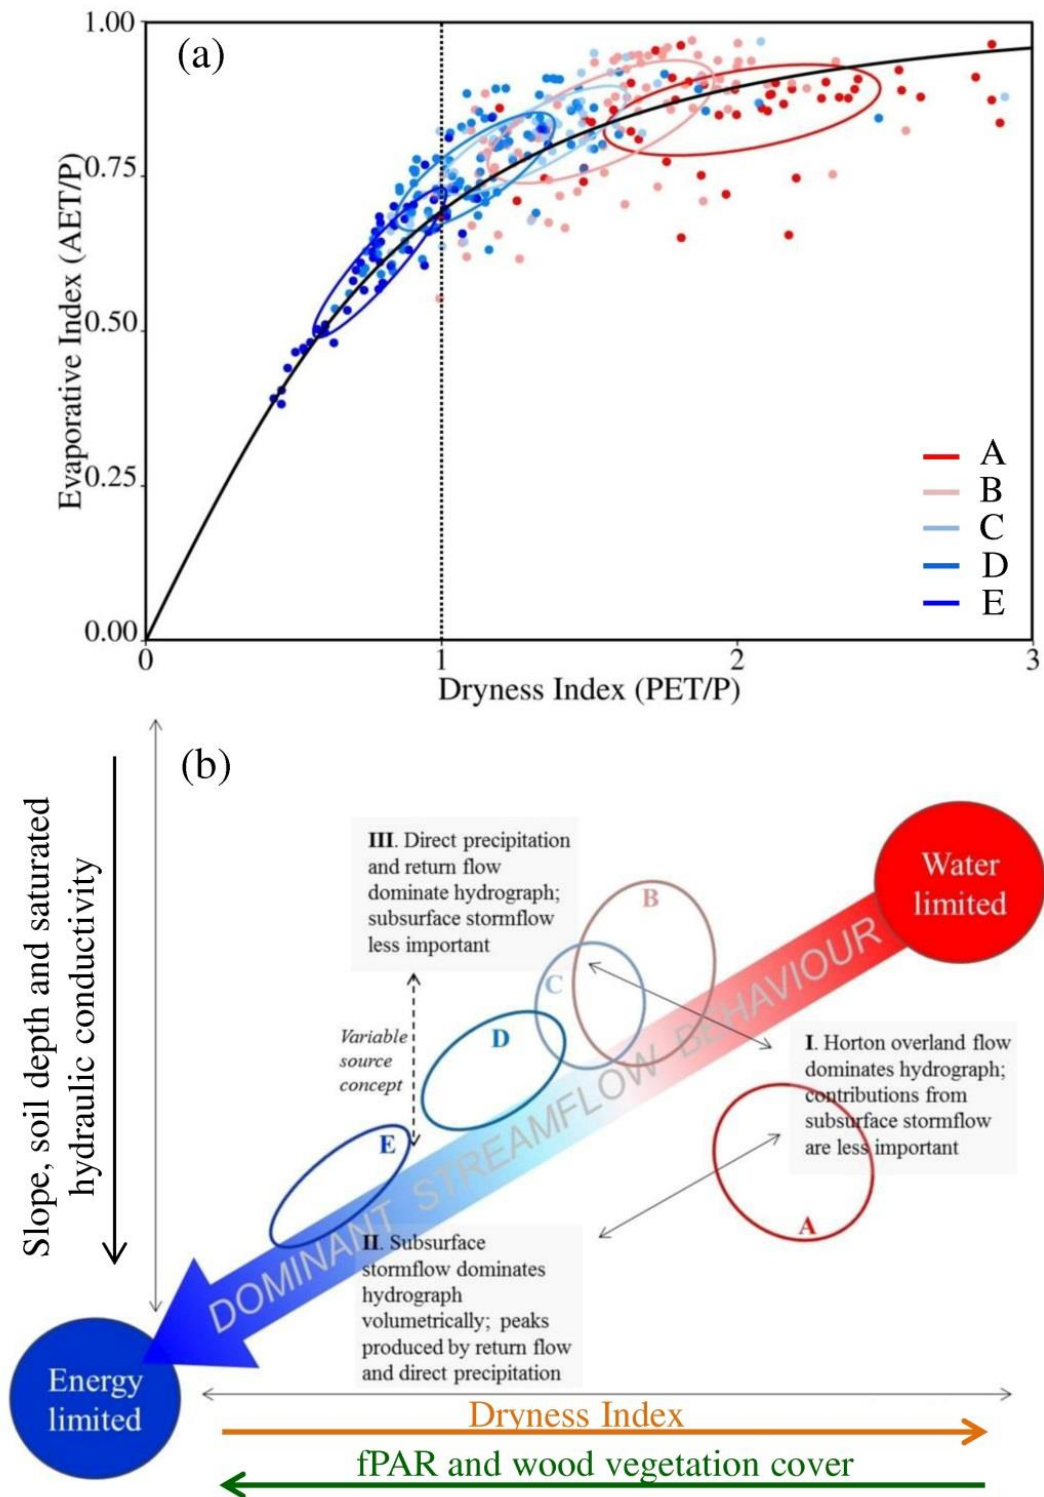 (a)
1.00
0.75
0.50
0.25
0.00
Evaporative Index (AET/P)
A
B
C
D
E
0
1
2
3
Dryness Index (PET/P)
(b)
Slope, soil depth and saturated
hydraulic conductivity
III. Direct precipitation
and return flow
dominate hydrograph;
subsurface stormflow
less important
Water
limited
B
C
D
E
A
Variable
source
concept
I. Horton overland flow
dominates hydrograph;
contributions from
subsurface stormflow
are less important
DOMINANT STREAMFLOW BEHAVIOUR
II. Subsurface
stormflow dominates
hydrograph
volumetrically; peaks
produced by return flow
and direct precipitation
Energy
limited
Dryness Index
fPAR and wood vegetation cover